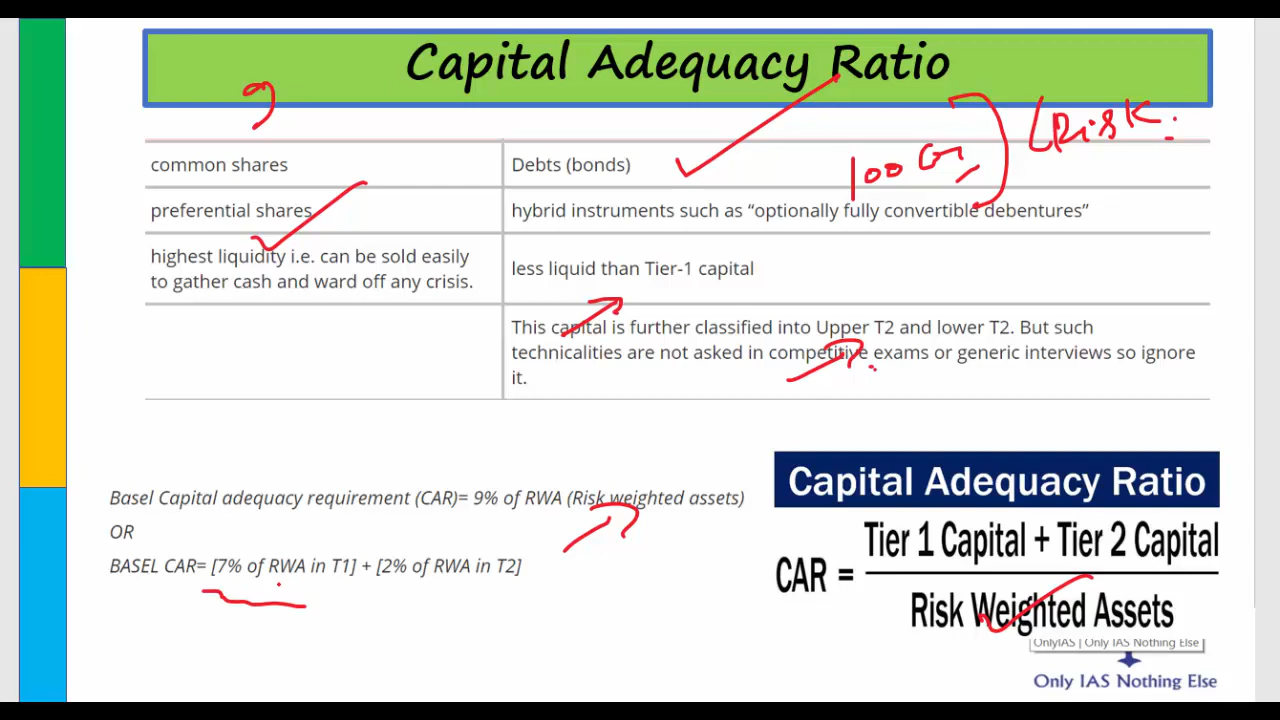 Capital Adequacy Ratio
common shares
Debts (bonds)
100 Cr
(Risk.
preferential shares
hybrid instruments such as “optionally fully convertible debentures”
highest liquidity i.e. can be sold easily
to gather cash and ward off any crisis.
less liquid than Tier-1 capital
This capital is further classified into Upper T2 and lower T2. But such
technicalities are not asked in competitive exams or generic interviews so ignore
it.
Basel Capital adequacy requirement (CAR)= 9% of RWA (Risk weighted assets)
OR
BASEL CAR= [7% of RWA in T1] + [2% of RWA in T2]
Capital Adequacy Ratio
CAR = Tier 1 Capital + Tier 2 Capital
Risk Weighted Assets
OnlyIAS | Only IAS Nothing Else
Only IAS Nothing Else